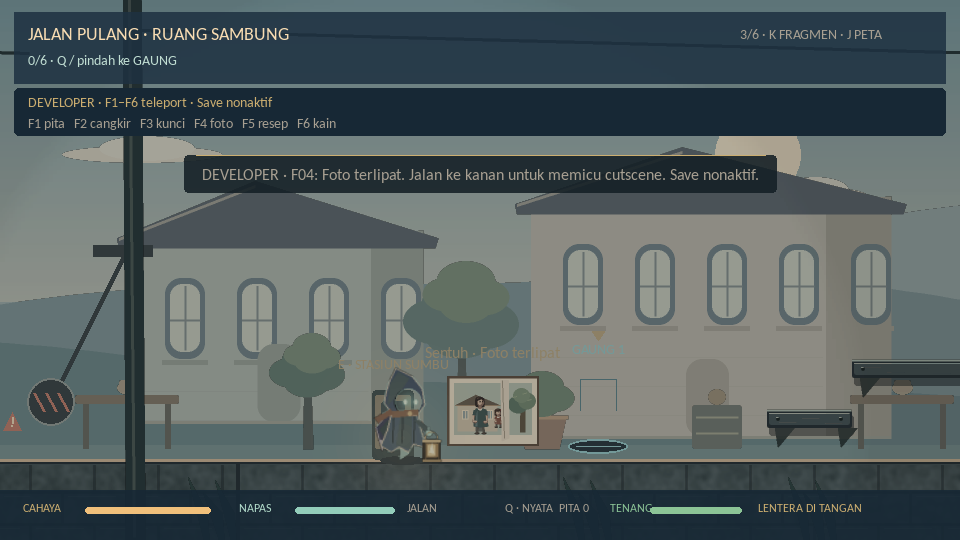 JALAN PULANG · RUANG SAMBUNG
3/6 · K FRAGMEN · J PETA
0/6 · Q / pindah ke GAUNG
DEVELOPER · F1–F6 teleport · Save nonaktif
F1 pita F2 cangkir F3 kunci F4 foto F5 resep F6 kain
DEVELOPER · F04: Foto terlipat. Jalan ke kanan untuk memicu cutscene. Save nonaktif.
Sentuh · Foto terlipat
CAHAYA NAPAS JALAN Q · NYATA PITA 0 TENANG LENTERA DI TANGAN